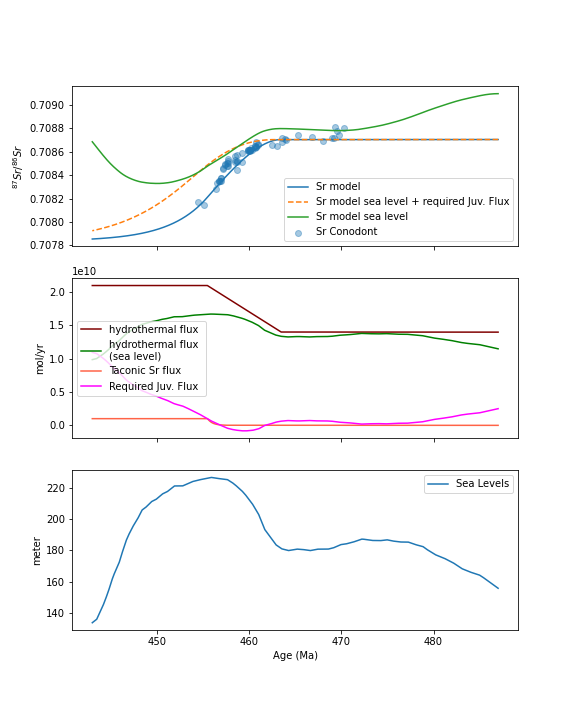 0.7090
0.7088
0.7086
0.7084
0.7082
0.7080
0.7078
⁸⁷Sr/⁸⁶Sr
Sr model
Sr model sea level + required Juv. Flux
Sr model sea level
Sr Conodont
1e10
2.0
1.5
1.0
0.5
0.0
mol/yr
hydrothermal flux
hydrothermal flux
(sea level)
Taconic Sr flux
Required Juv. Flux
220
200
180
160
140
meter
Sea Levels
450 460 470 480
Age (Ma)